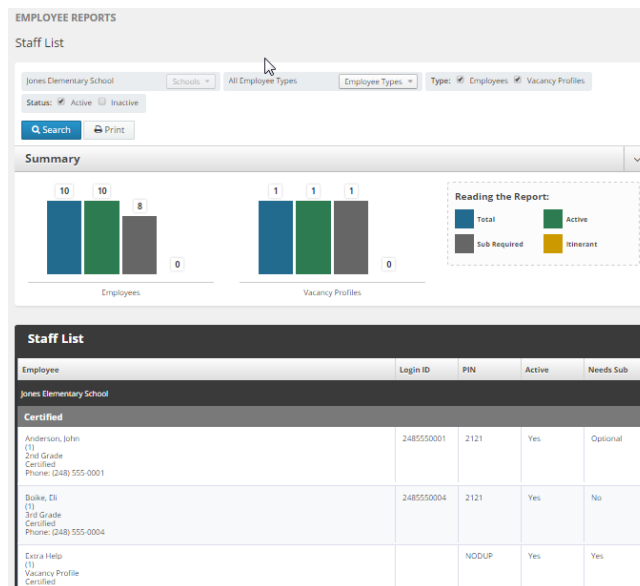 EMPLOYEE REPORTS
Staff List
Jones Elementary School Schools All Employee Types Employee Types Type: Employees Vacancy Profiles
Status: Active Inactive
Search Print
Summary
10 10 8 0 1 1 1 0
Reading the Report:
Total Active
Sub Required Itinerant
Employees Vacancy Profiles
Staff List
Employee Login ID PIN Active Needs Sub
Jones Elementary School
Certified
Anderson, John 2485550001 2121 Yes Optional
(1)
2nd Grade
Certified
Phone: (248) 555-0001
Boike, Eli 2485550004 2121 Yes No
(1)
3rd Grade
Certified
Phone: (248) 555-0004
Extra Help NODUP Yes Yes
(1)
Vacancy Profile
Certified